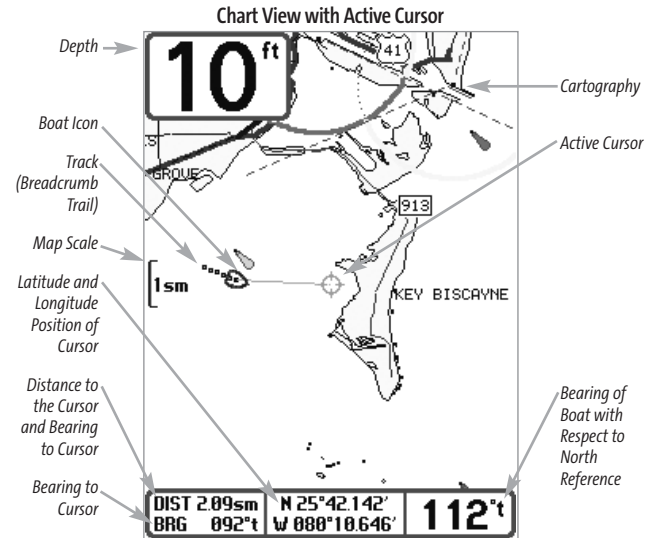 Chart View with Active Cursor
Depth
10 ft
41
Cartography
Boat Icon
Active Cursor
Track
(Breadcrumb
Trail)
S
GROVE
913
Map Scale
1sm
Latitude and
Longitude
Position of
Cursor
KEY BISCAYNE
Distance to
the Cursor
and Bearing
to Cursor
Bearing of
Boat with
Respect to
North
Reference
Bearing to
Cursor
DIST 2.09sm
BRG 092°t
N 25°42.142'
W 080°10.646'
112°t